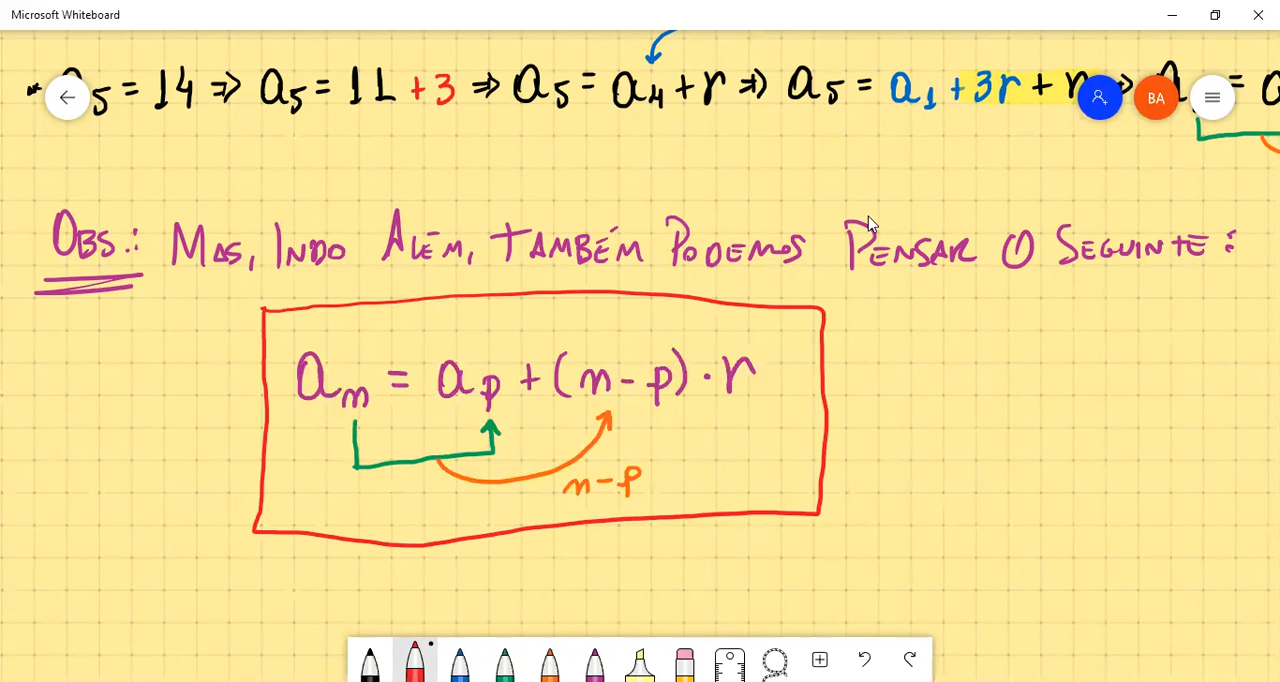 Microsoft Whiteboard
5 = 14 ⇒ a5 = 11 + 3 ⇒ a5 = a4 + r ⇒ a5 = a1 + 3r + r ⇒ a = a
BA
OBS.: MAS, INDO ALÉM, TAMBÉM PODEMOS PENSAR O SEGUINTE:
an = ap + (n - p) · r
n - p